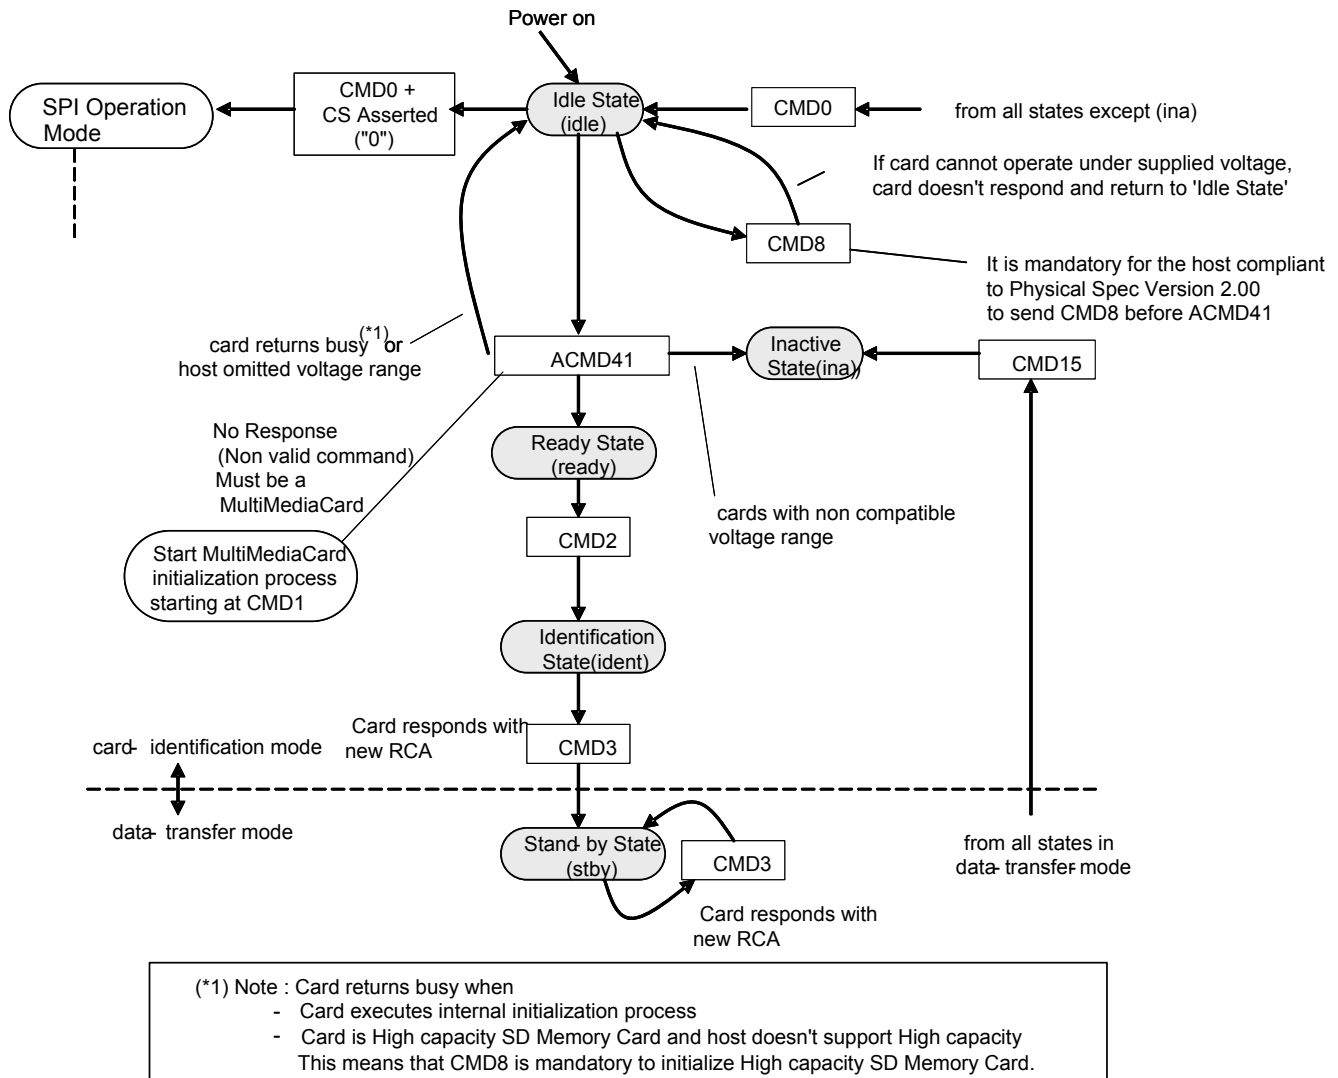 Power on
SPI Operation
Mode
CMD0 +
CS Asserted
("0")
Idle State
(idle)
CMD0
from all states except (ina)
If card cannot operate under supplied voltage,
card doesn't respond and return to 'Idle State'
CMD8
It is mandatory for the host compliant
to Physical Spec Version 2.00
to send CMD8 before ACMD41
card returns busy (*1) or
host omitted voltage range
ACMD41
Inactive
State(ina))
CMD15
No Response
(Non valid command)
Must be a
MultiMediaCard
Ready State
(ready)
cards with non compatible
voltage range
CMD2
Start MultiMediaCard
initialization process
starting at CMD1
Identification
State(ident)
Card responds with
new RCA
CMD3
card- identification mode
data- transfer mode
Stand- by State
(stby)
CMD3
from all states in
data- transfer-mode
Card responds with
new RCA
(*1) Note : Card returns busy when
- Card executes internal initialization process
- Card is High capacity SD Memory Card and host doesn't support High capacity
This means that CMD8 is mandatory to initialize High capacity SD Memory Card.